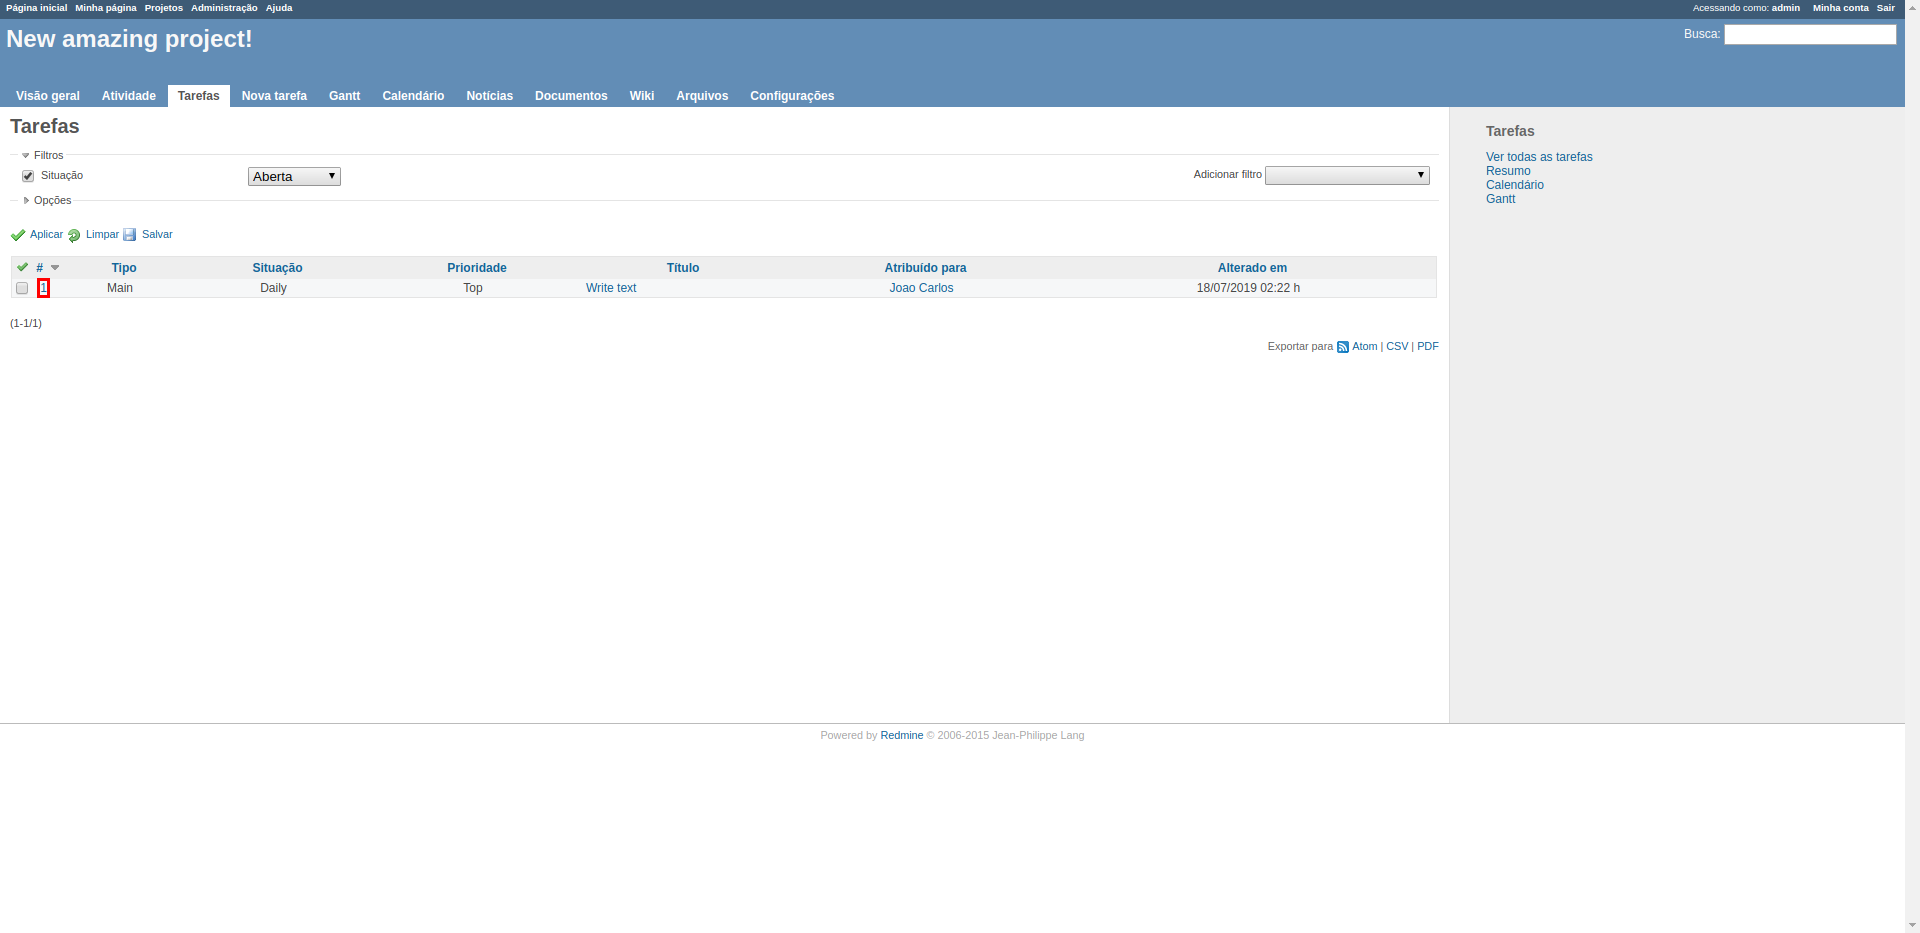 Página inicial Minha página Projetos Administração Ajuda Acessando como: admin Minha conta Sair
New amazing project! Busca:
Visão geral Atividade Tarefas Nova tarefa Gantt Calendário Notícias Documentos Wiki Arquivos Configurações
Tarefas
Filtros
Situação Aberta Adicionar filtro
Opções
Aplicar Limpar Salvar
# Tipo Situação Prioridade Título Atribuído para Alterado em
1 Main Daily Top Write text Joao Carlos 18/07/2019 02:22 h
(1-1/1)
Exportar para Atom | CSV | PDF
Tarefas
Ver todas as tarefas
Resumo
Calendário
Gantt
Powered by Redmine © 2006-2015 Jean-Philippe Lang